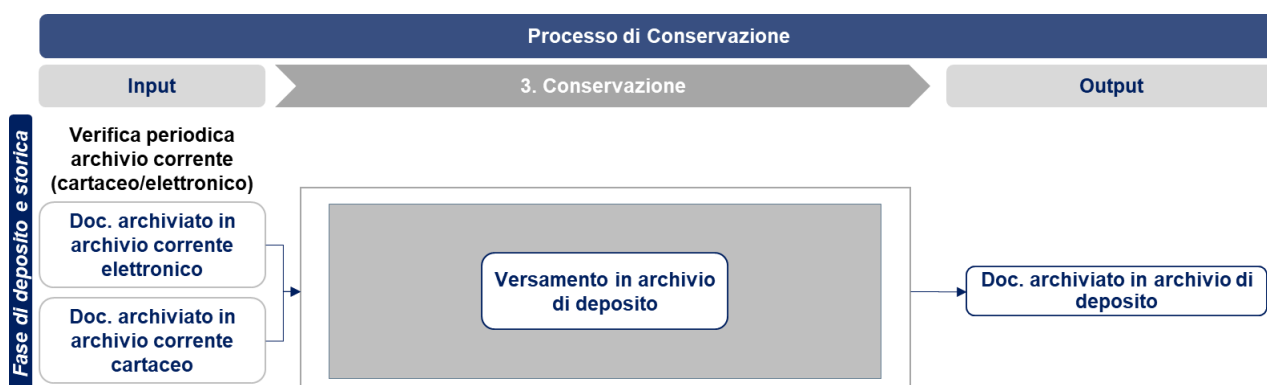 Processo di Conservazione
Input
3. Conservazione
Output
Fase di deposito e storica
Verifica periodica
archivio corrente
(cartaceo/elettronico)
Doc. archiviato in
archivio corrente
elettronico
Doc. archiviato in
archivio corrente
cartaceo
Versamento in archivio
di deposito
Doc. archiviato in archivio di
deposito